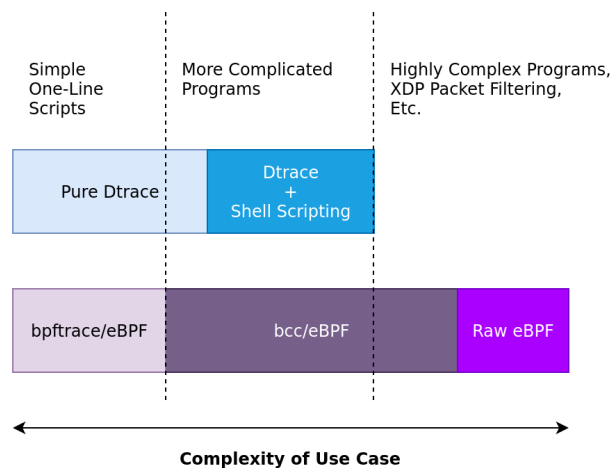 Simple
One-Line
Scripts
More Complicated
Programs
Highly Complex Programs,
XDP Packet Filtering,
Etc.
Pure Dtrace
Dtrace
+
Shell Scripting
bpftrace/eBPF
bcc/eBPF
Raw eBPF
Complexity of Use Case